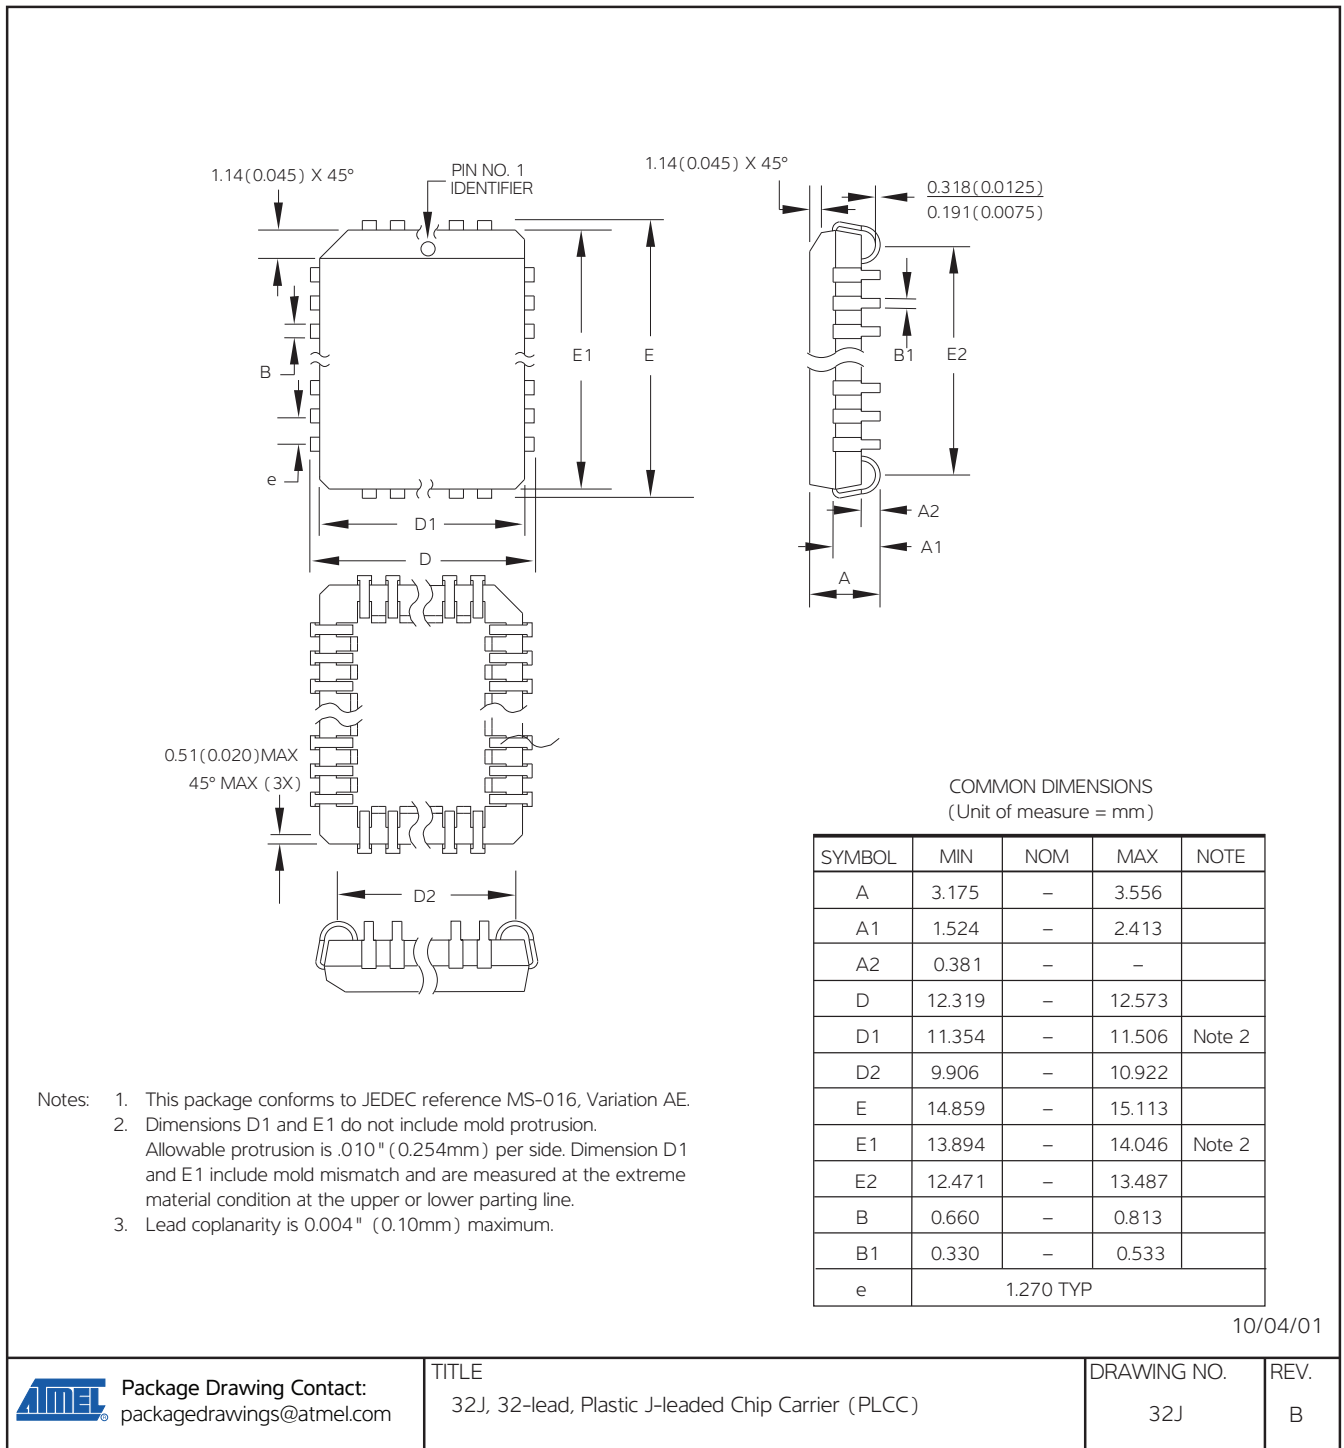 1.14(0.045) X 45°
PIN NO. 1
IDENTIFIER
1.14(0.045) X 45°
0.318(0.0125)
0.191(0.0075)
B
e
E1
E
B1
E2
D1
D
A2
A1
A
0.51(0.020)MAX
45° MAX (3X)
D2
COMMON DIMENSIONS
(Unit of measure = mm)
SYMBOL MIN NOM MAX NOTE
A 3.175 – 3.556
A1 1.524 – 2.413
A2 0.381 – –
D 12.319 – 12.573
D1 11.354 – 11.506 Note 2
D2 9.906 – 10.922
E 14.859 – 15.113
E1 13.894 – 14.046 Note 2
E2 12.471 – 13.487
B 0.660 – 0.813
B1 0.330 – 0.533
e 1.270 TYP
Notes: 1. This package conforms to JEDEC reference MS-016, Variation AE.
2. Dimensions D1 and E1 do not include mold protrusion.
Allowable protrusion is .010"(0.254mm) per side. Dimension D1
and E1 include mold mismatch and are measured at the extreme
material condition at the upper or lower parting line.
3. Lead coplanarity is 0.004" (0.10mm) maximum.
10/04/01
ATMEL ®
Package Drawing Contact:
packagedrawings@atmel.com
TITLE
32J, 32-lead, Plastic J-leaded Chip Carrier (PLCC)
DRAWING NO.
32J
REV.
B